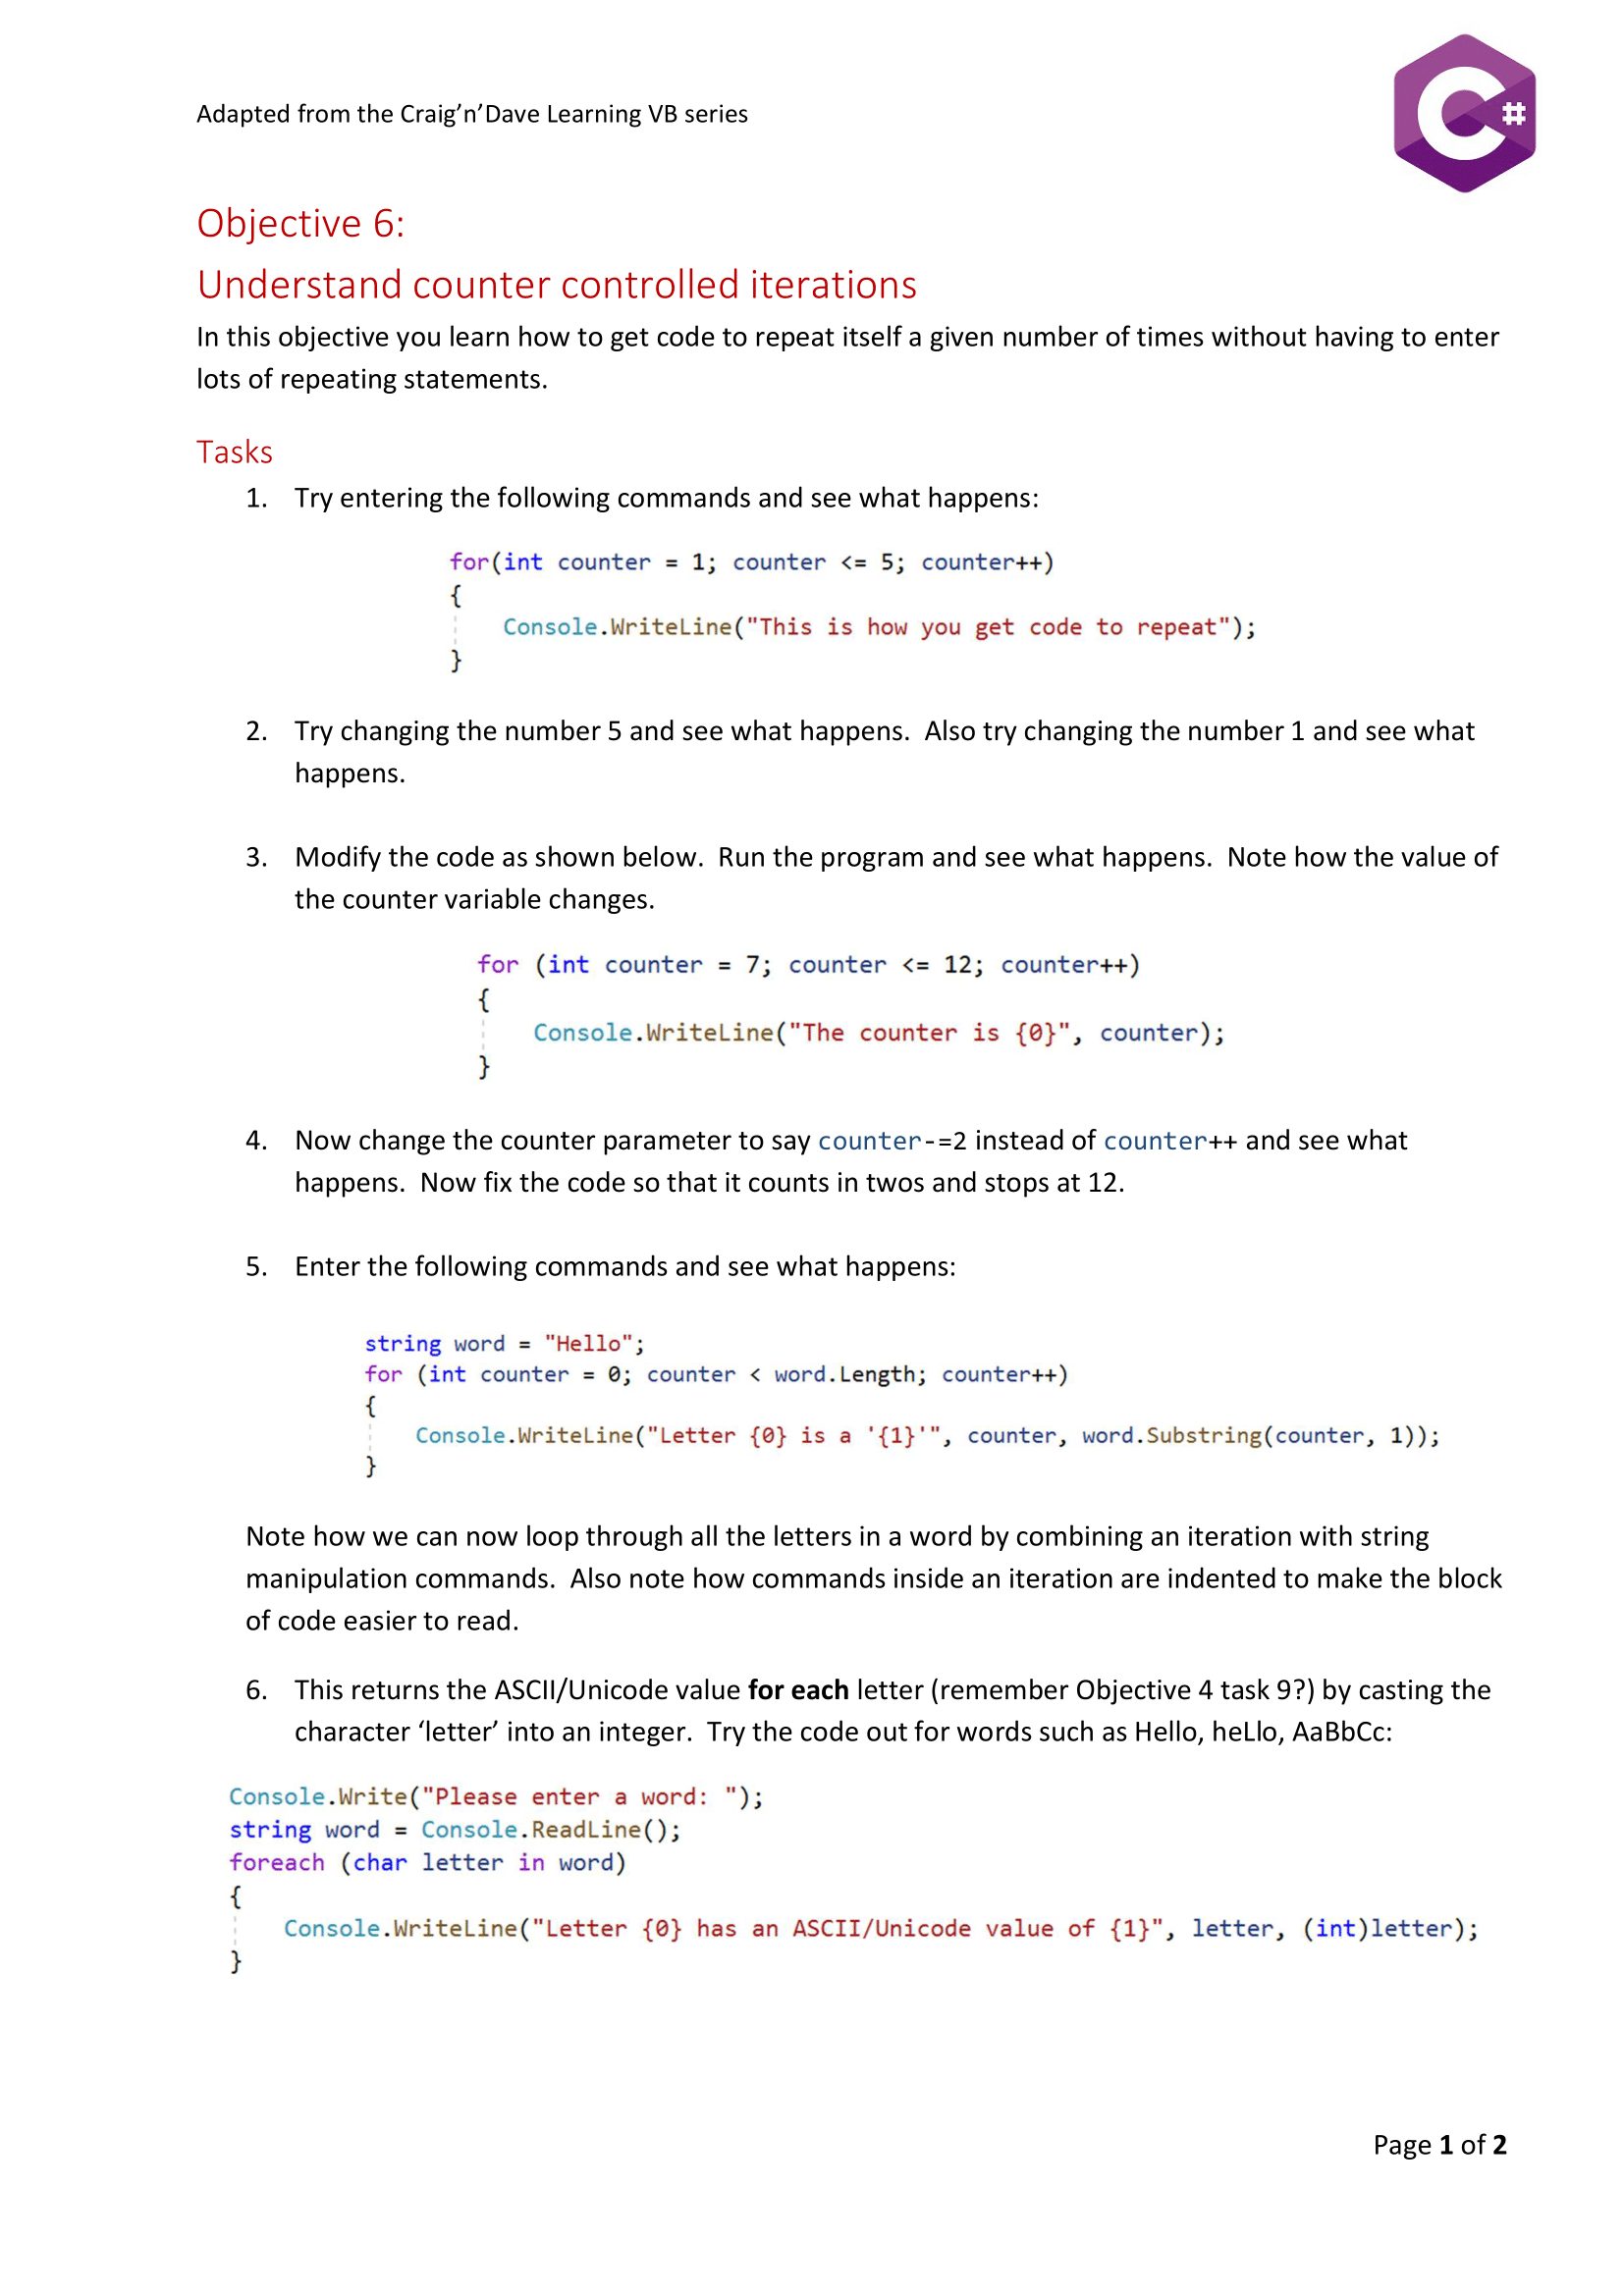 Adapted from the Craig’n’Dave Learning VB series
C#
Objective 6:
Understand counter controlled iterations
In this objective you learn how to get code to repeat itself a given number of times without having to enter
lots of repeating statements.
Tasks
1. Try entering the following commands and see what happens:
for(int counter = 1; counter <= 5; counter++)
{
Console.WriteLine("This is how you get code to repeat");
}
2. Try changing the number 5 and see what happens.  Also try changing the number 1 and see what
happens.
3. Modify the code as shown below.  Run the program and see what happens.  Note how the value of
the counter variable changes.
for (int counter = 7; counter <= 12; counter++)
{
Console.WriteLine("The counter is {0}", counter);
}
4. Now change the counter parameter to say counter-=2 instead of counter++ and see what
happens.  Now fix the code so that it counts in twos and stops at 12.
5. Enter the following commands and see what happens:
string word = "Hello";
for (int counter = 0; counter < word.Length; counter++)
{
Console.WriteLine("Letter {0} is a '{1}'", counter, word.Substring(counter, 1));
}
Note how we can now loop through all the letters in a word by combining an iteration with string
manipulation commands.  Also note how commands inside an iteration are indented to make the block
of code easier to read.
6. This returns the ASCII/Unicode value for each letter (remember Objective 4 task 9?) by casting the
character ‘letter’ into an integer.  Try the code out for words such as Hello, heLlo, AaBbCc:
Console.Write("Please enter a word: ");
string word = Console.ReadLine();
foreach (char letter in word)
{
Console.WriteLine("Letter {0} has an ASCII/Unicode value of {1}", letter, (int)letter);
}
Page 1 of 2